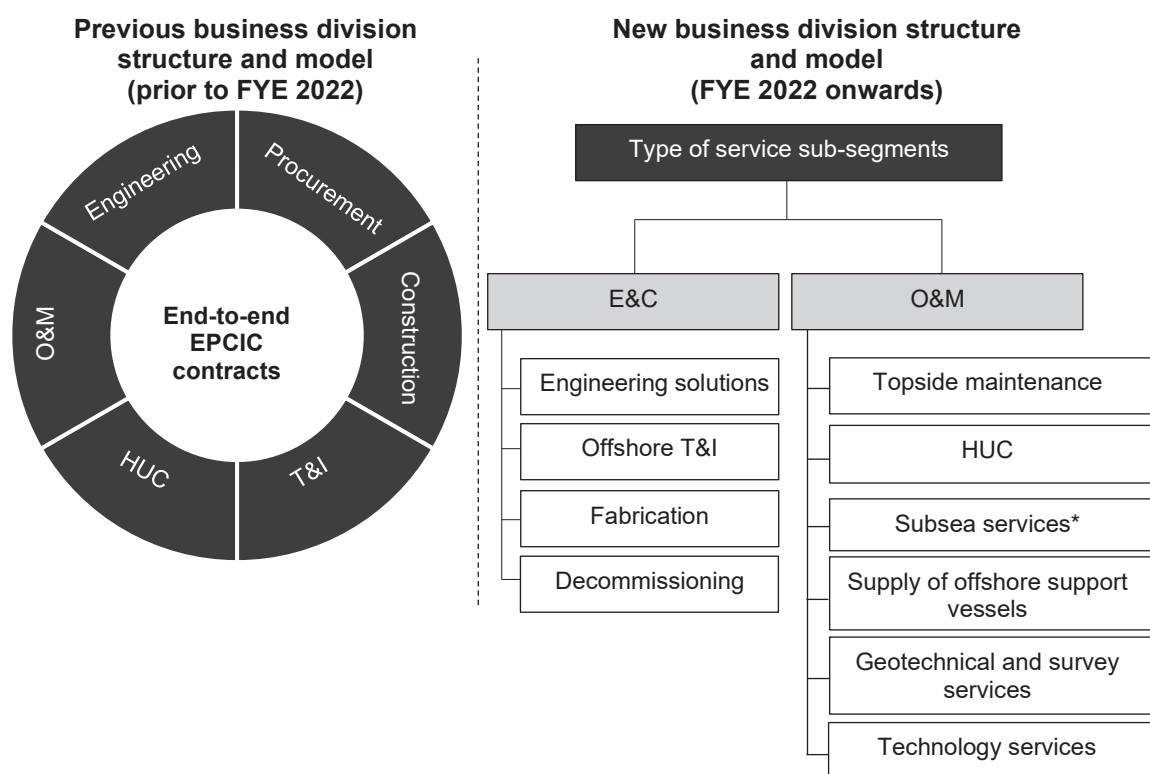 Previous business division
structure and model
(prior to FYE 2022)
Engineering
Procurement
Construction
T&I
HUC
O&M
End-to-end
EPCIC
contracts
New business division structure
and model
(FYE 2022 onwards)
Type of service sub-segments
E&C
Engineering solutions
Offshore T&I
Fabrication
Decommissioning
O&M
Topside maintenance
HUC
Subsea services*
Supply of offshore support
vessels
Geotechnical and survey
services
Technology services